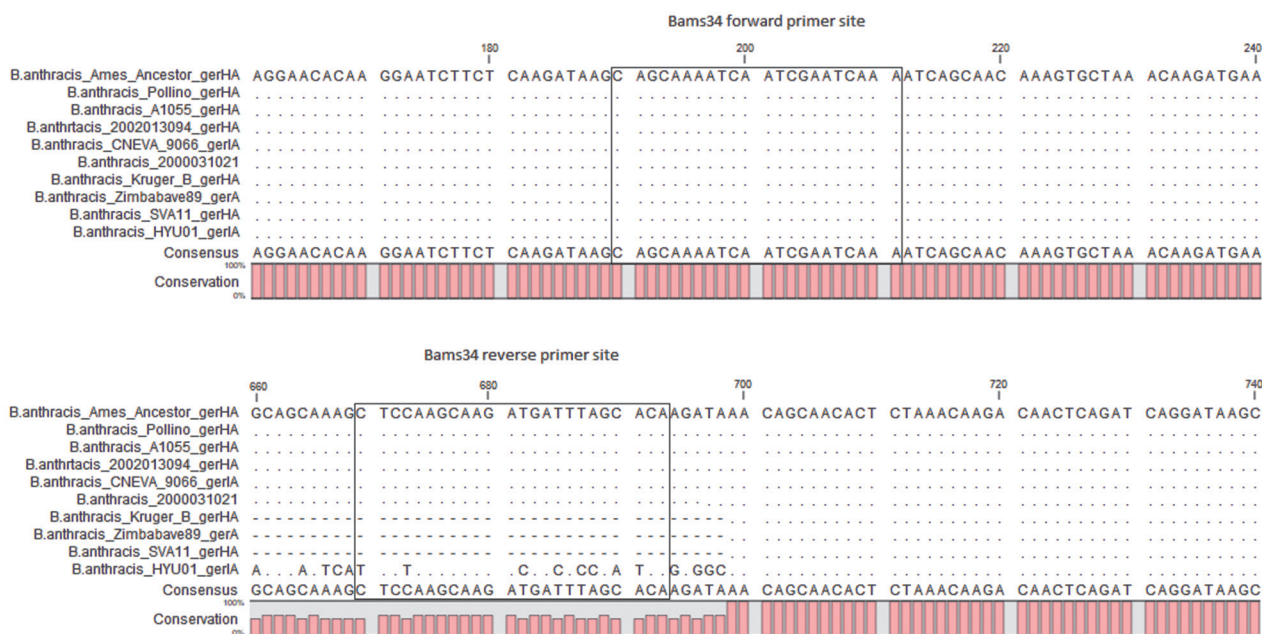 Bams34 forward primer site
180 200 220 240
B.anthracis_Ames_Ancestor_gerHA AGGAACACAA GGAATCTTCT CAAGATAAGC AGCAAAATCA ATCGAATCAA AATCAGCAAC AAAGTGCTAA ACAAGATGAA
B.anthracis_Pollino_gerHA .......... .......... .......... .......... .......... .......... .......... ..........
B.anthracis_A1055_gerHA .......... .......... .......... .......... .......... .......... .......... ..........
B.anthrtacis_2002013094_gerHA .......... .......... .......... .......... .......... .......... .......... ..........
B.anthracis_CNEVA_9066_gerIA .......... .......... .......... .......... .......... .......... .......... ..........
B.anthracis_2000031021 .......... .......... .......... .......... .......... .......... .......... ..........
B.anthracis_Kruger_B_gerHA .......... .......... .......... .......... .......... .......... .......... ..........
B.anthracis_Zimbabave89_gerA .......... .......... .......... .......... .......... .......... .......... ..........
B.anthracis_SVA11_gerHA .......... .......... .......... .......... .......... .......... .......... ..........
B.anthracis_HYU01_gerIA .......... .......... .......... .......... .......... .......... .......... ..........
Consensus AGGAACACAA GGAATCTTCT CAAGATAAGC AGCAAAATCA ATCGAATCAA AATCAGCAAC AAAGTGCTAA ACAAGATGAA
100%
Conservation
0%
Bams34 reverse primer site
660 680 700 720 740
B.anthracis_Ames_Ancestor_gerHA GCAGCAAAGC TCCAAGCAAG ATGATTTAGC ACAAGATAAA CAGCAACACT CTAAACAAGA CAACTCAGAT CAGGATAAGC
B.anthracis_Pollino_gerHA .......... .......... .......... .......... .......... .......... .......... ..........
B.anthracis_A1055_gerHA .......... .......... .......... .......... .......... .......... .......... ..........
B.anthrtacis_2002013094_gerHA .......... .......... .......... .......... .......... .......... .......... ..........
B.anthracis_CNEVA_9066_gerIA .......... .......... .......... .......... .......... .......... .......... ..........
B.anthracis_2000031021 .......... .......... .......... .......... .......... .......... .......... ..........
B.anthracis_Kruger_B_gerHA ---------- ---------- ---------- --------.. .......... .......... .......... ..........
B.anthracis_Zimbabave89_gerA ---------- ---------- ---------- --------.. .......... .......... .......... ..........
B.anthracis_SVA11_gerHA ---------- ---------- ---------- --------.. .......... .......... .......... ..........
B.anthracis_HYU01_gerIA A...A.TCAT ..T....... .C..C.CC.A T..G.GGC.. .......... .......... .......... ..........
Consensus GCAGCAAAGC TCCAAGCAAG ATGATTTAGC ACAAGATAAA CAGCAACACT CTAAACAAGA CAACTCAGAT CAGGATAAGC
100%
Conservation
0%